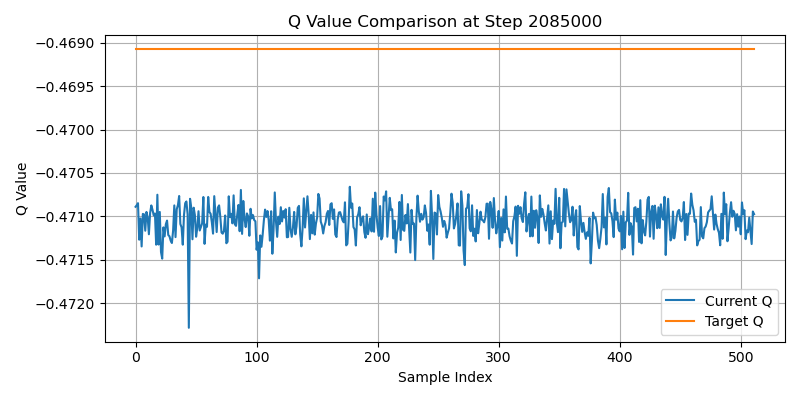 Q Value Comparison at Step 2085000
Q Value
−0.4690
−0.4695
−0.4700
−0.4705
−0.4710
−0.4715
−0.4720
Current Q
Target Q
0
100
200
300
400
500
Sample Index